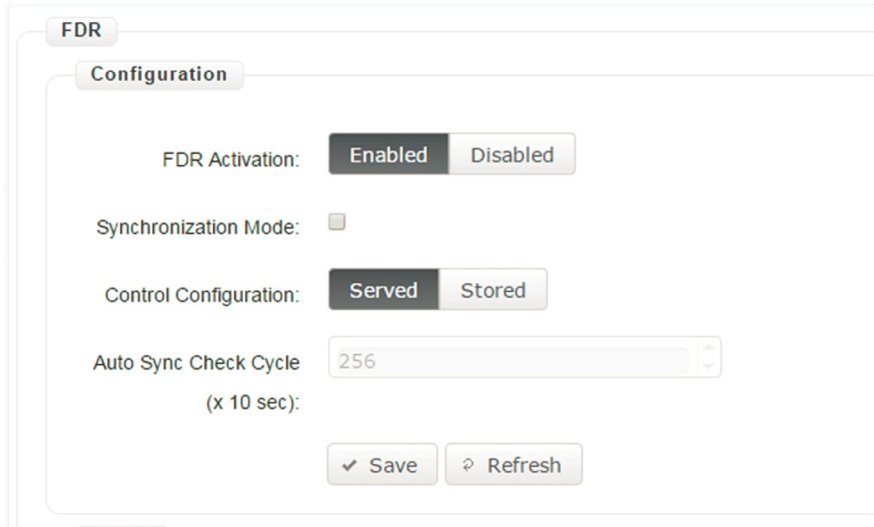 FDR
Configuration
FDR Activation: Enabled Disabled
Synchronization Mode:
Control Configuration: Served Stored
Auto Sync Check Cycle 256
(x 10 sec):
Save Refresh